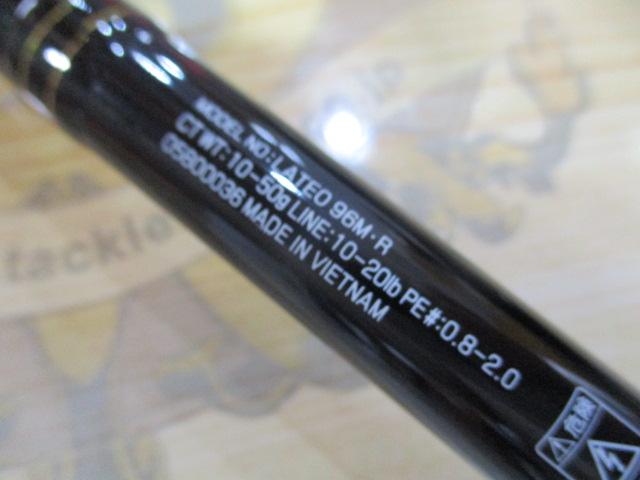 MODEL NO:LATEO 96M·R
CT WT:10-50g LINE:10-20lb PE#:0.8-2.0
05800036 MADE IN VIETNAM
危険
tackle